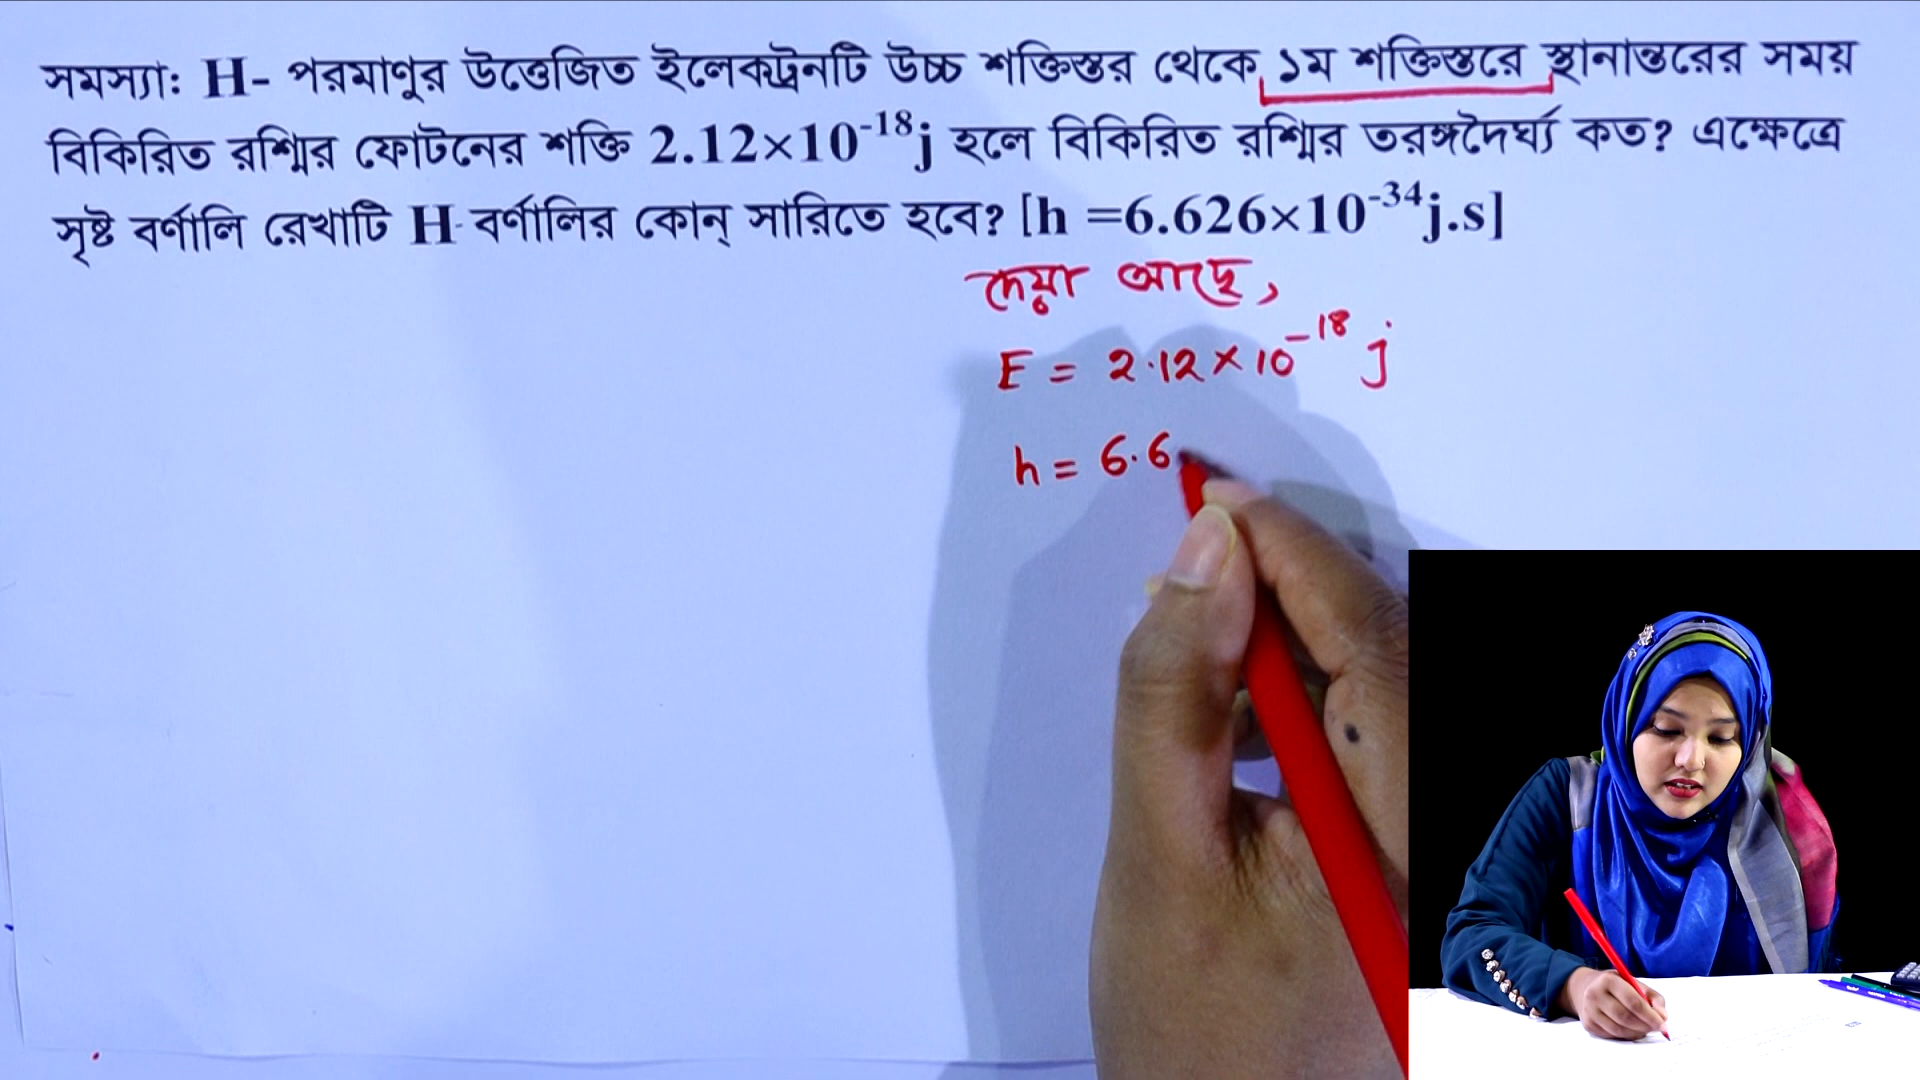 সমস্যাঃ H- পরমাণুর উত্তেজিত ইলেকট্রনটি উচ্চ শক্তিস্তর থেকে ১ম শক্তিস্তরে স্থানান্তরের সময়
বিকিরিত রশ্মির ফোটনের শক্তি 2.12×10⁻¹⁸j হলে বিকিরিত রশ্মির তরঙ্গদৈর্ঘ্য কত? এক্ষেত্রে
সৃষ্ট বর্ণালি রেখাটি H বর্ণালির কোন্ সারিতে হবে? [h =6.626×10⁻³⁴j.s]
দেয়া আছে,
E = 2.12 × 10⁻¹⁸ j
h = 6.6